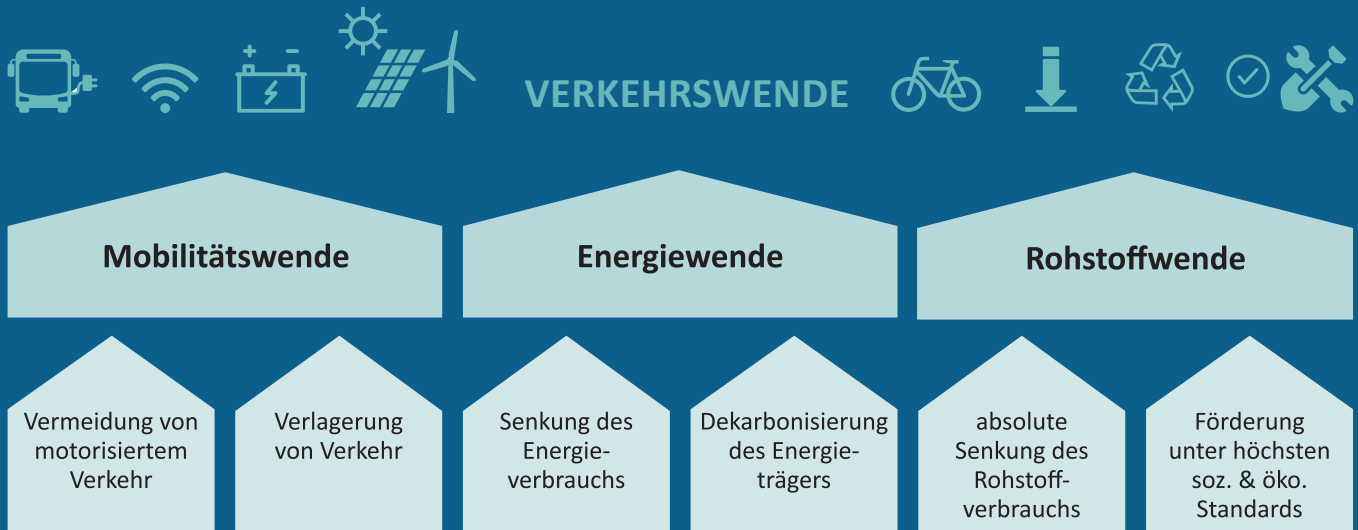 VERKEHRSWENDE
Mobilitätswende
Energiewende
Rohstoffwende
Vermeidung von
motorisiertem
Verkehr
Verlagerung
von Verkehr
Senkung des
Energie-
verbrauchs
Dekarbonisierung
des Energie-
trägers
absolute
Senkung des
Rohstoff-
verbrauchs
Förderung
unter höchsten
soz. & öko.
Standards